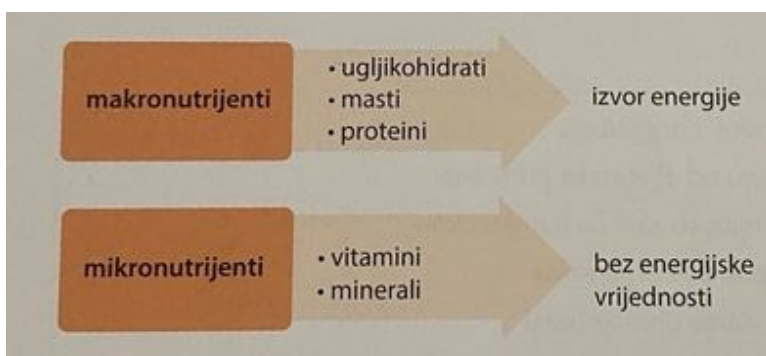 makronutrijenti
• ugljikohidrati
• masti
• proteini
izvor energije
mikronutrijenti
• vitamini
• minerali
bez energijske
vrijednosti